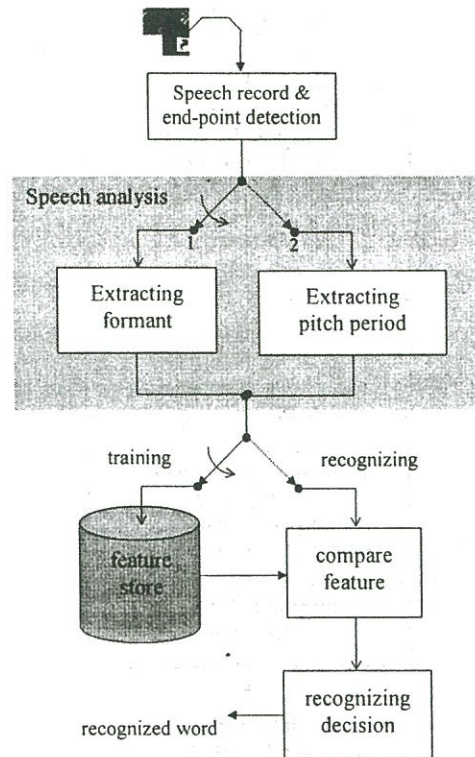 Speech record &
end-point detection
Speech analysis
1
2
Extracting
formant
Extracting
pitch period
training
recognizing
feature
store
compare
feature
recognizing
decision
recognized word